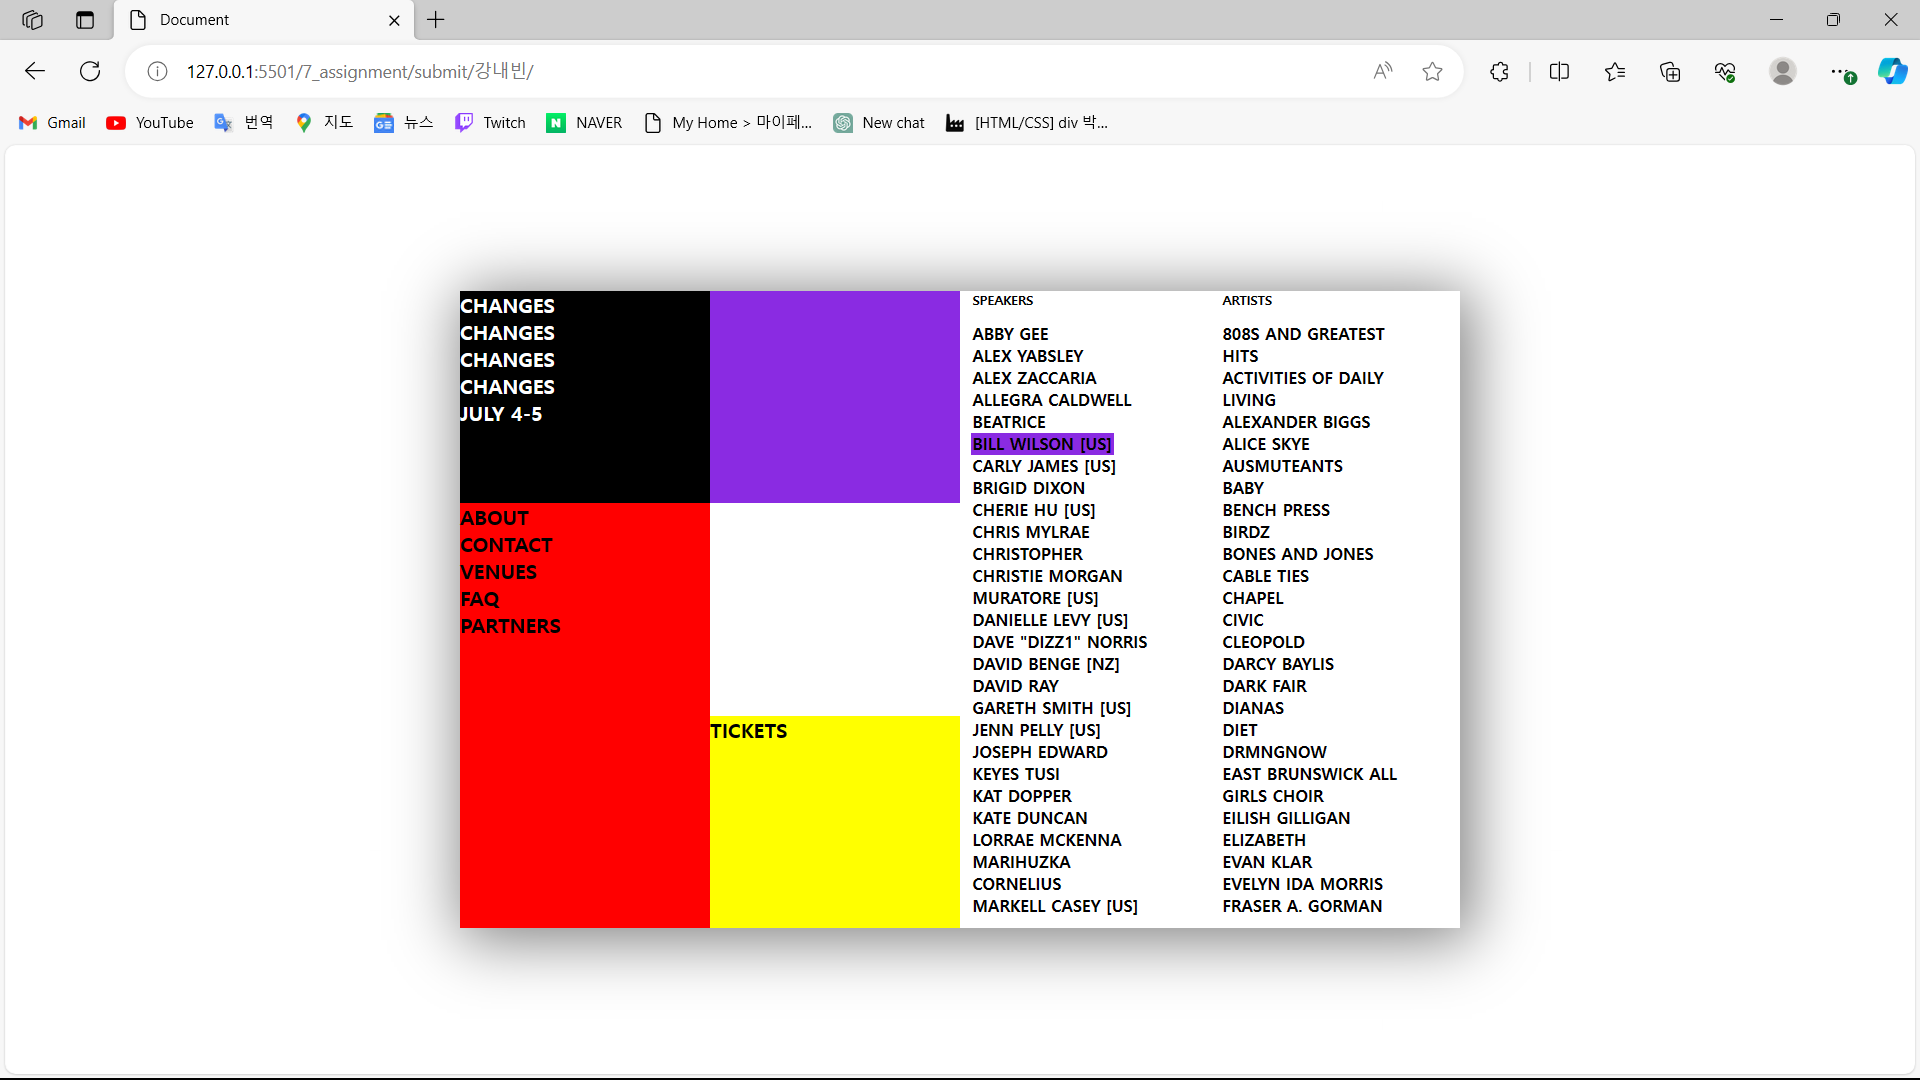 Document
127.0.0.1:5501/7_assignment/submit/강내빈/
Gmail
YouTube
번역
지도
뉴스
Twitch
NAVER
My Home > 마이페...
New chat
[HTML/CSS] div 박...
CHANGES
CHANGES
CHANGES
CHANGES
JULY 4-5
ABOUT
CONTACT
VENUES
FAQ
PARTNERS
TICKETS
SPEAKERS
ABBY GEE
ALEX YABSLEY
ALEX ZACCARIA
ALLEGRA CALDWELL
BEATRICE
BILL WILSON [US]
CARLY JAMES [US]
BRIGID DIXON
CHERIE HU [US]
CHRIS MYLRAE
CHRISTOPHER
CHRISTIE MORGAN
MURATORE [US]
DANIELLE LEVY [US]
DAVE "DIZZ1" NORRIS
DAVID BENGE [NZ]
DAVID RAY
GARETH SMITH [US]
JENN PELLY [US]
JOSEPH EDWARD
KEYES TUSI
KAT DOPPER
KATE DUNCAN
LORRAE MCKENNA
MARIHUZKA
CORNELIUS
MARKELL CASEY [US]
ARTISTS
808S AND GREATEST
HITS
ACTIVITIES OF DAILY
LIVING
ALEXANDER BIGGS
ALICE SKYE
AUSMUTEANTS
BABY
BENCH PRESS
BIRDZ
BONES AND JONES
CABLE TIES
CHAPEL
CIVIC
CLEOPOLD
DARCY BAYLIS
DARK FAIR
DIANAS
DIET
DRMNGNOW
EAST BRUNSWICK ALL
GIRLS CHOIR
EILISH GILLIGAN
ELIZABETH
EVAN KLAR
EVELYN IDA MORRIS
FRASER A. GORMAN